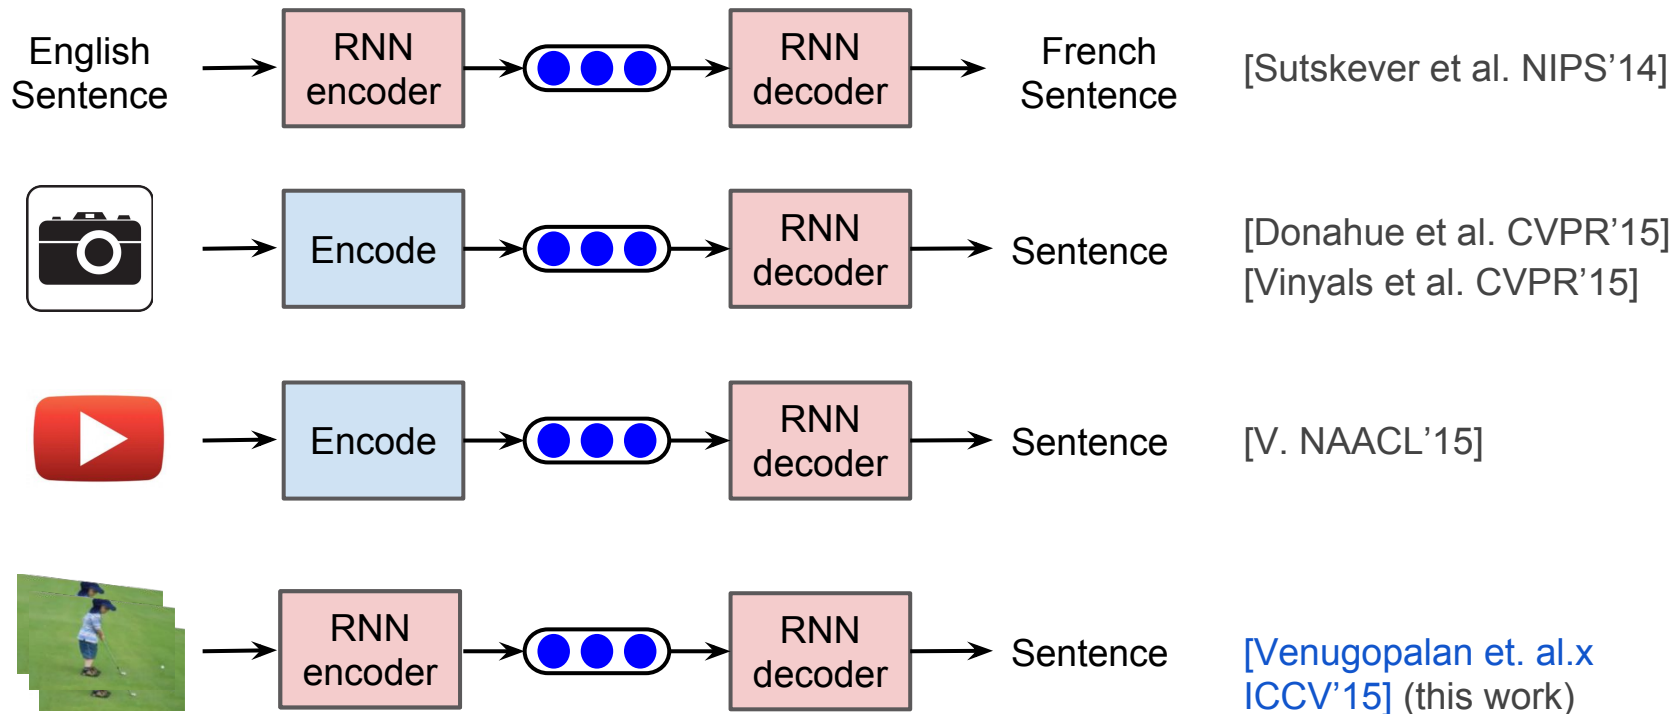 English
Sentence
RNN
encoder
RNN
decoder
French
Sentence
[Sutskever et al. NIPS’14]
Encode
RNN
decoder
Sentence
[Donahue et al. CVPR’15]
[Vinyals et al. CVPR’15]
Encode
RNN
decoder
Sentence
[V. NAACL’15]
RNN
encoder
RNN
decoder
Sentence
[Venugopalan et. al.x
ICCV’15] (this work)